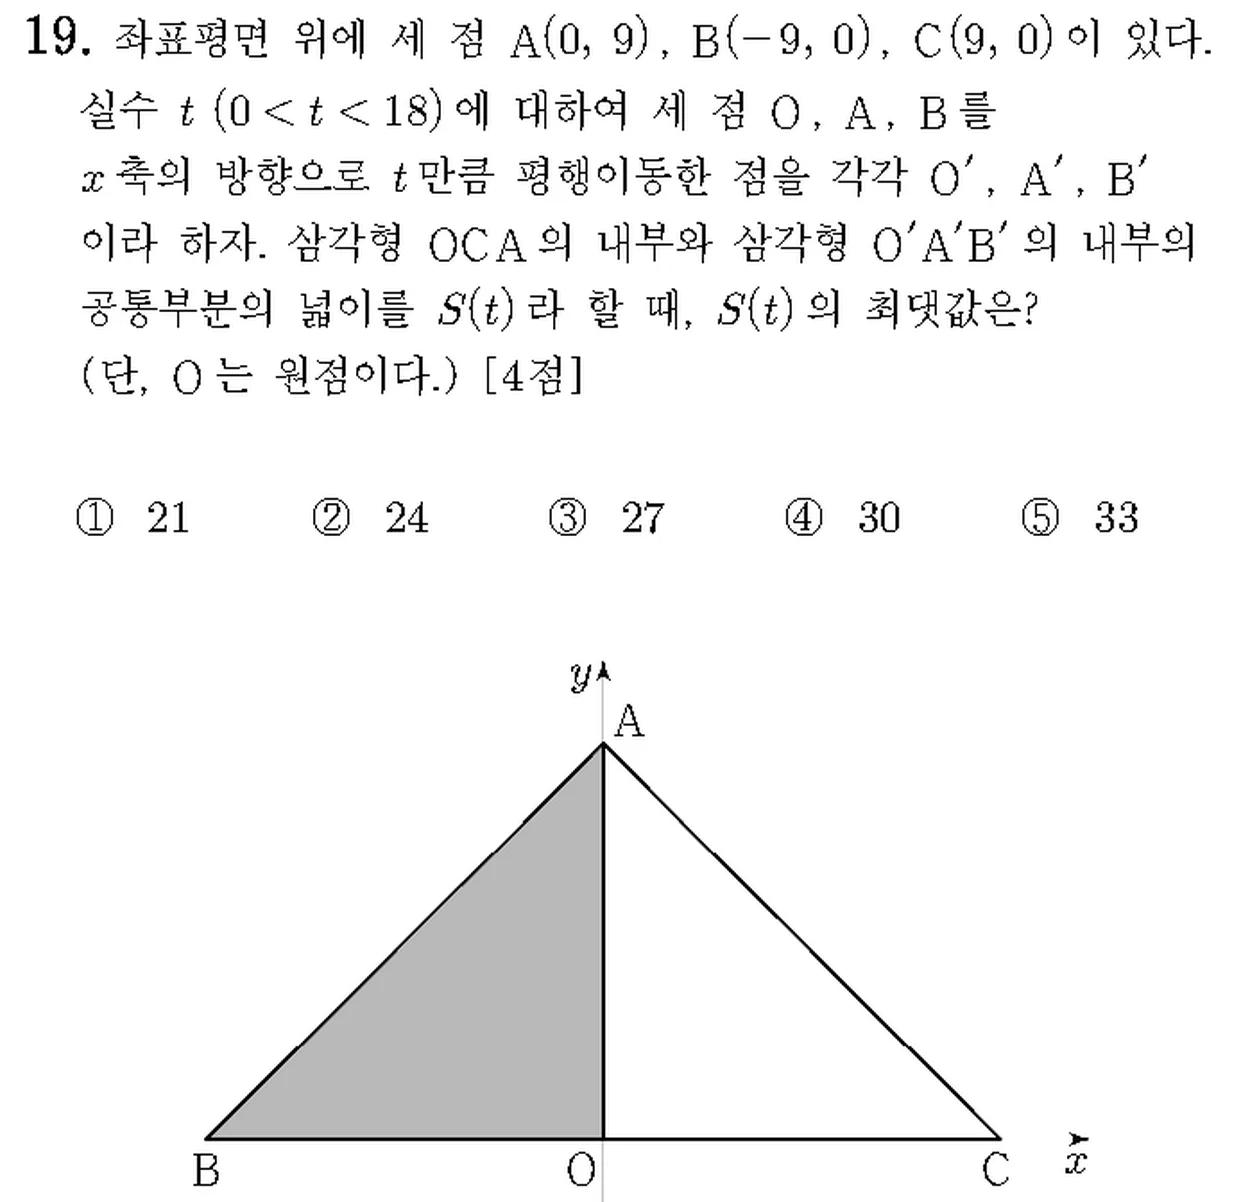 19. 좌표평면 위에 세 점 A(0, 9), B(-9, 0), C(9, 0)이 있다.
실수 t (0 < t < 18)에 대하여 세 점 O, A, B를
x축의 방향으로 t만큼 평행이동한 점을 각각 O′, A′, B′
이라 하자. 삼각형 OCA의 내부와 삼각형 O′A′B′의 내부의
공통부분의 넓이를 S(t)라 할 때, S(t)의 최댓값은?
(단, O는 원점이다.) [4점]
① 21 ② 24 ③ 27 ④ 30 ⑤ 33
y
A
B O C x